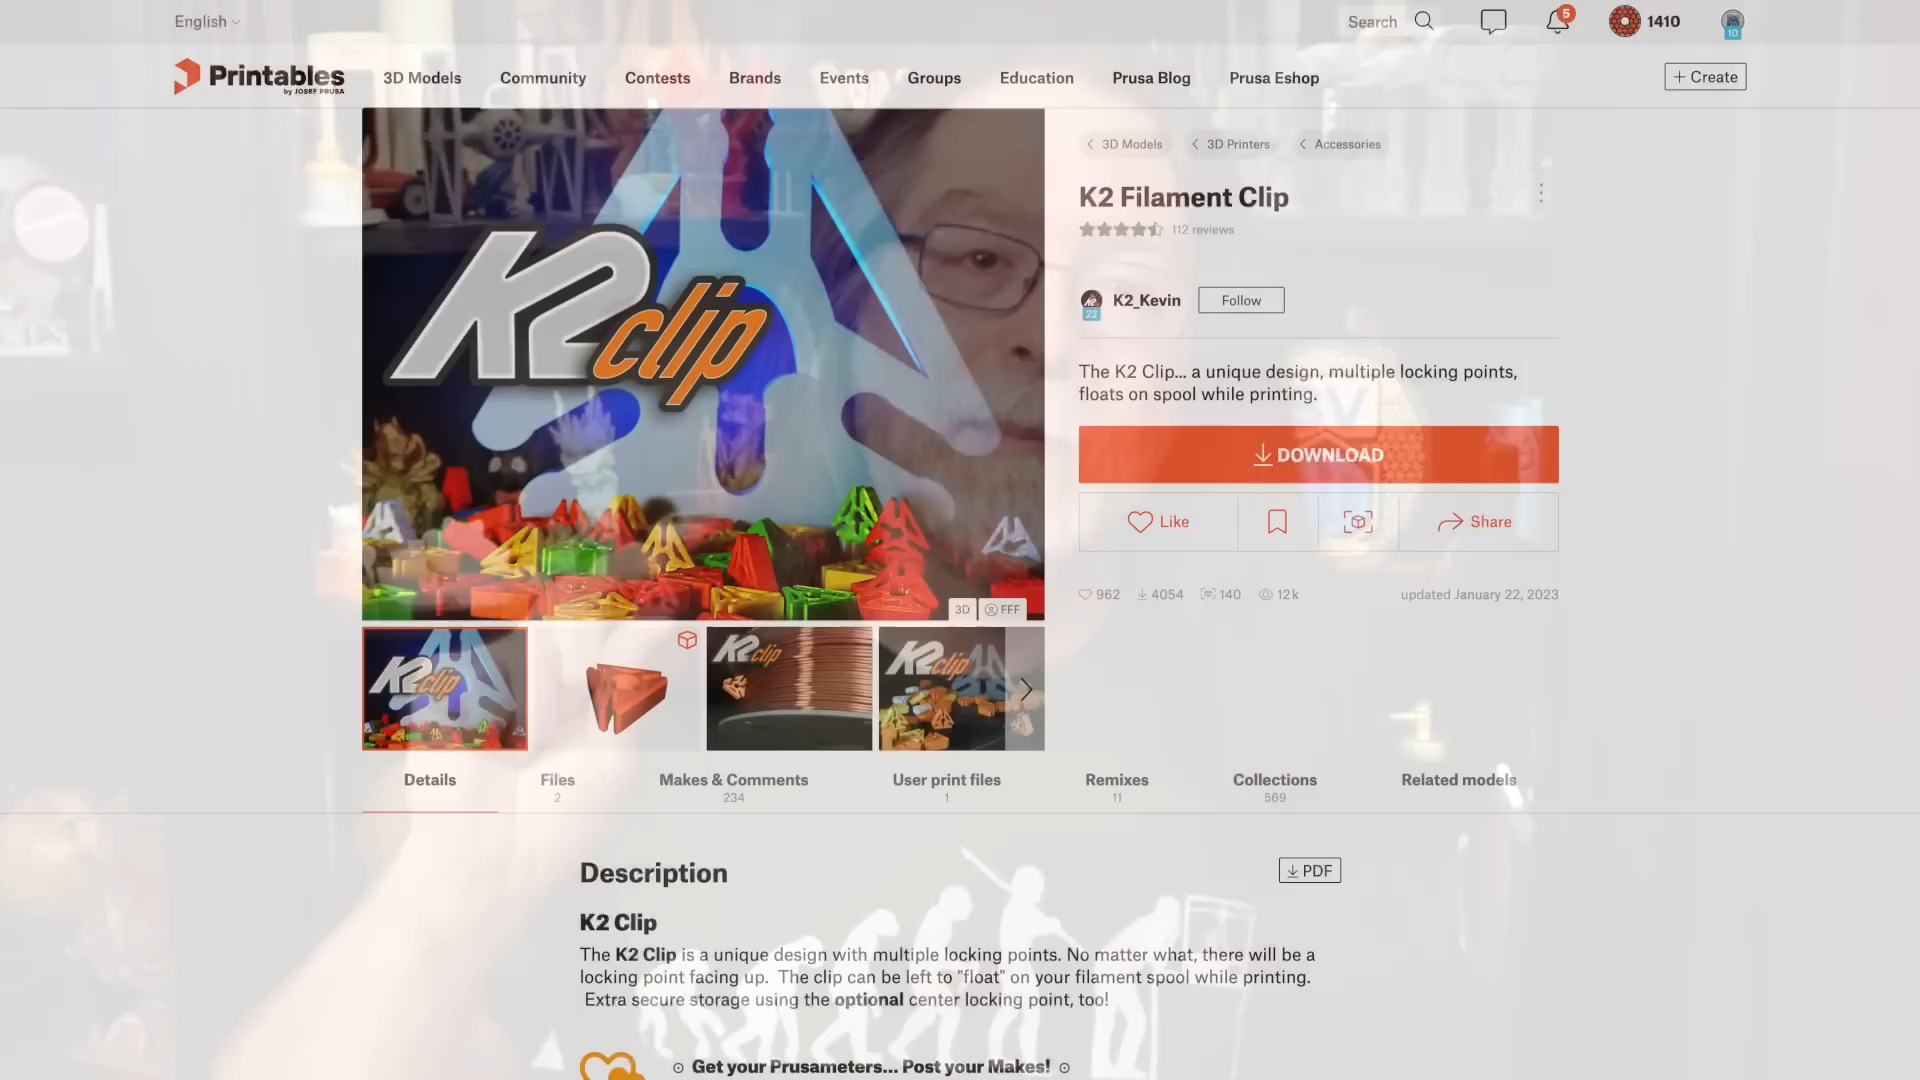 English
Search
5
1410
10
Printables
by JOSEF PRUSA
3D Models
Community
Contests
Brands
Events
Groups
Education
Prusa Blog
Prusa Eshop
+ Create
3D Models
3D Printers
Accessories
K2 Filament Clip
112 reviews
K2_Kevin
22
Follow
The K2 Clip... a unique design, multiple locking points,
floats on spool while printing.
DOWNLOAD
Like
Share
962
4054
140
12k
updated January 22, 2023
K2
clip
3D
FFF
K2clip
K2clip
K2clip
Details
Files
2
Makes & Comments
234
User print files
1
Remixes
11
Collections
569
Related models
Description
PDF
K2 Clip
The K2 Clip is a unique design with multiple locking points. No matter what, there will be a
locking point facing up. The clip can be left to "float" on your filament spool while printing.
Extra secure storage using the optional center locking point, too!
Get your Prusameters... Post your Makes!